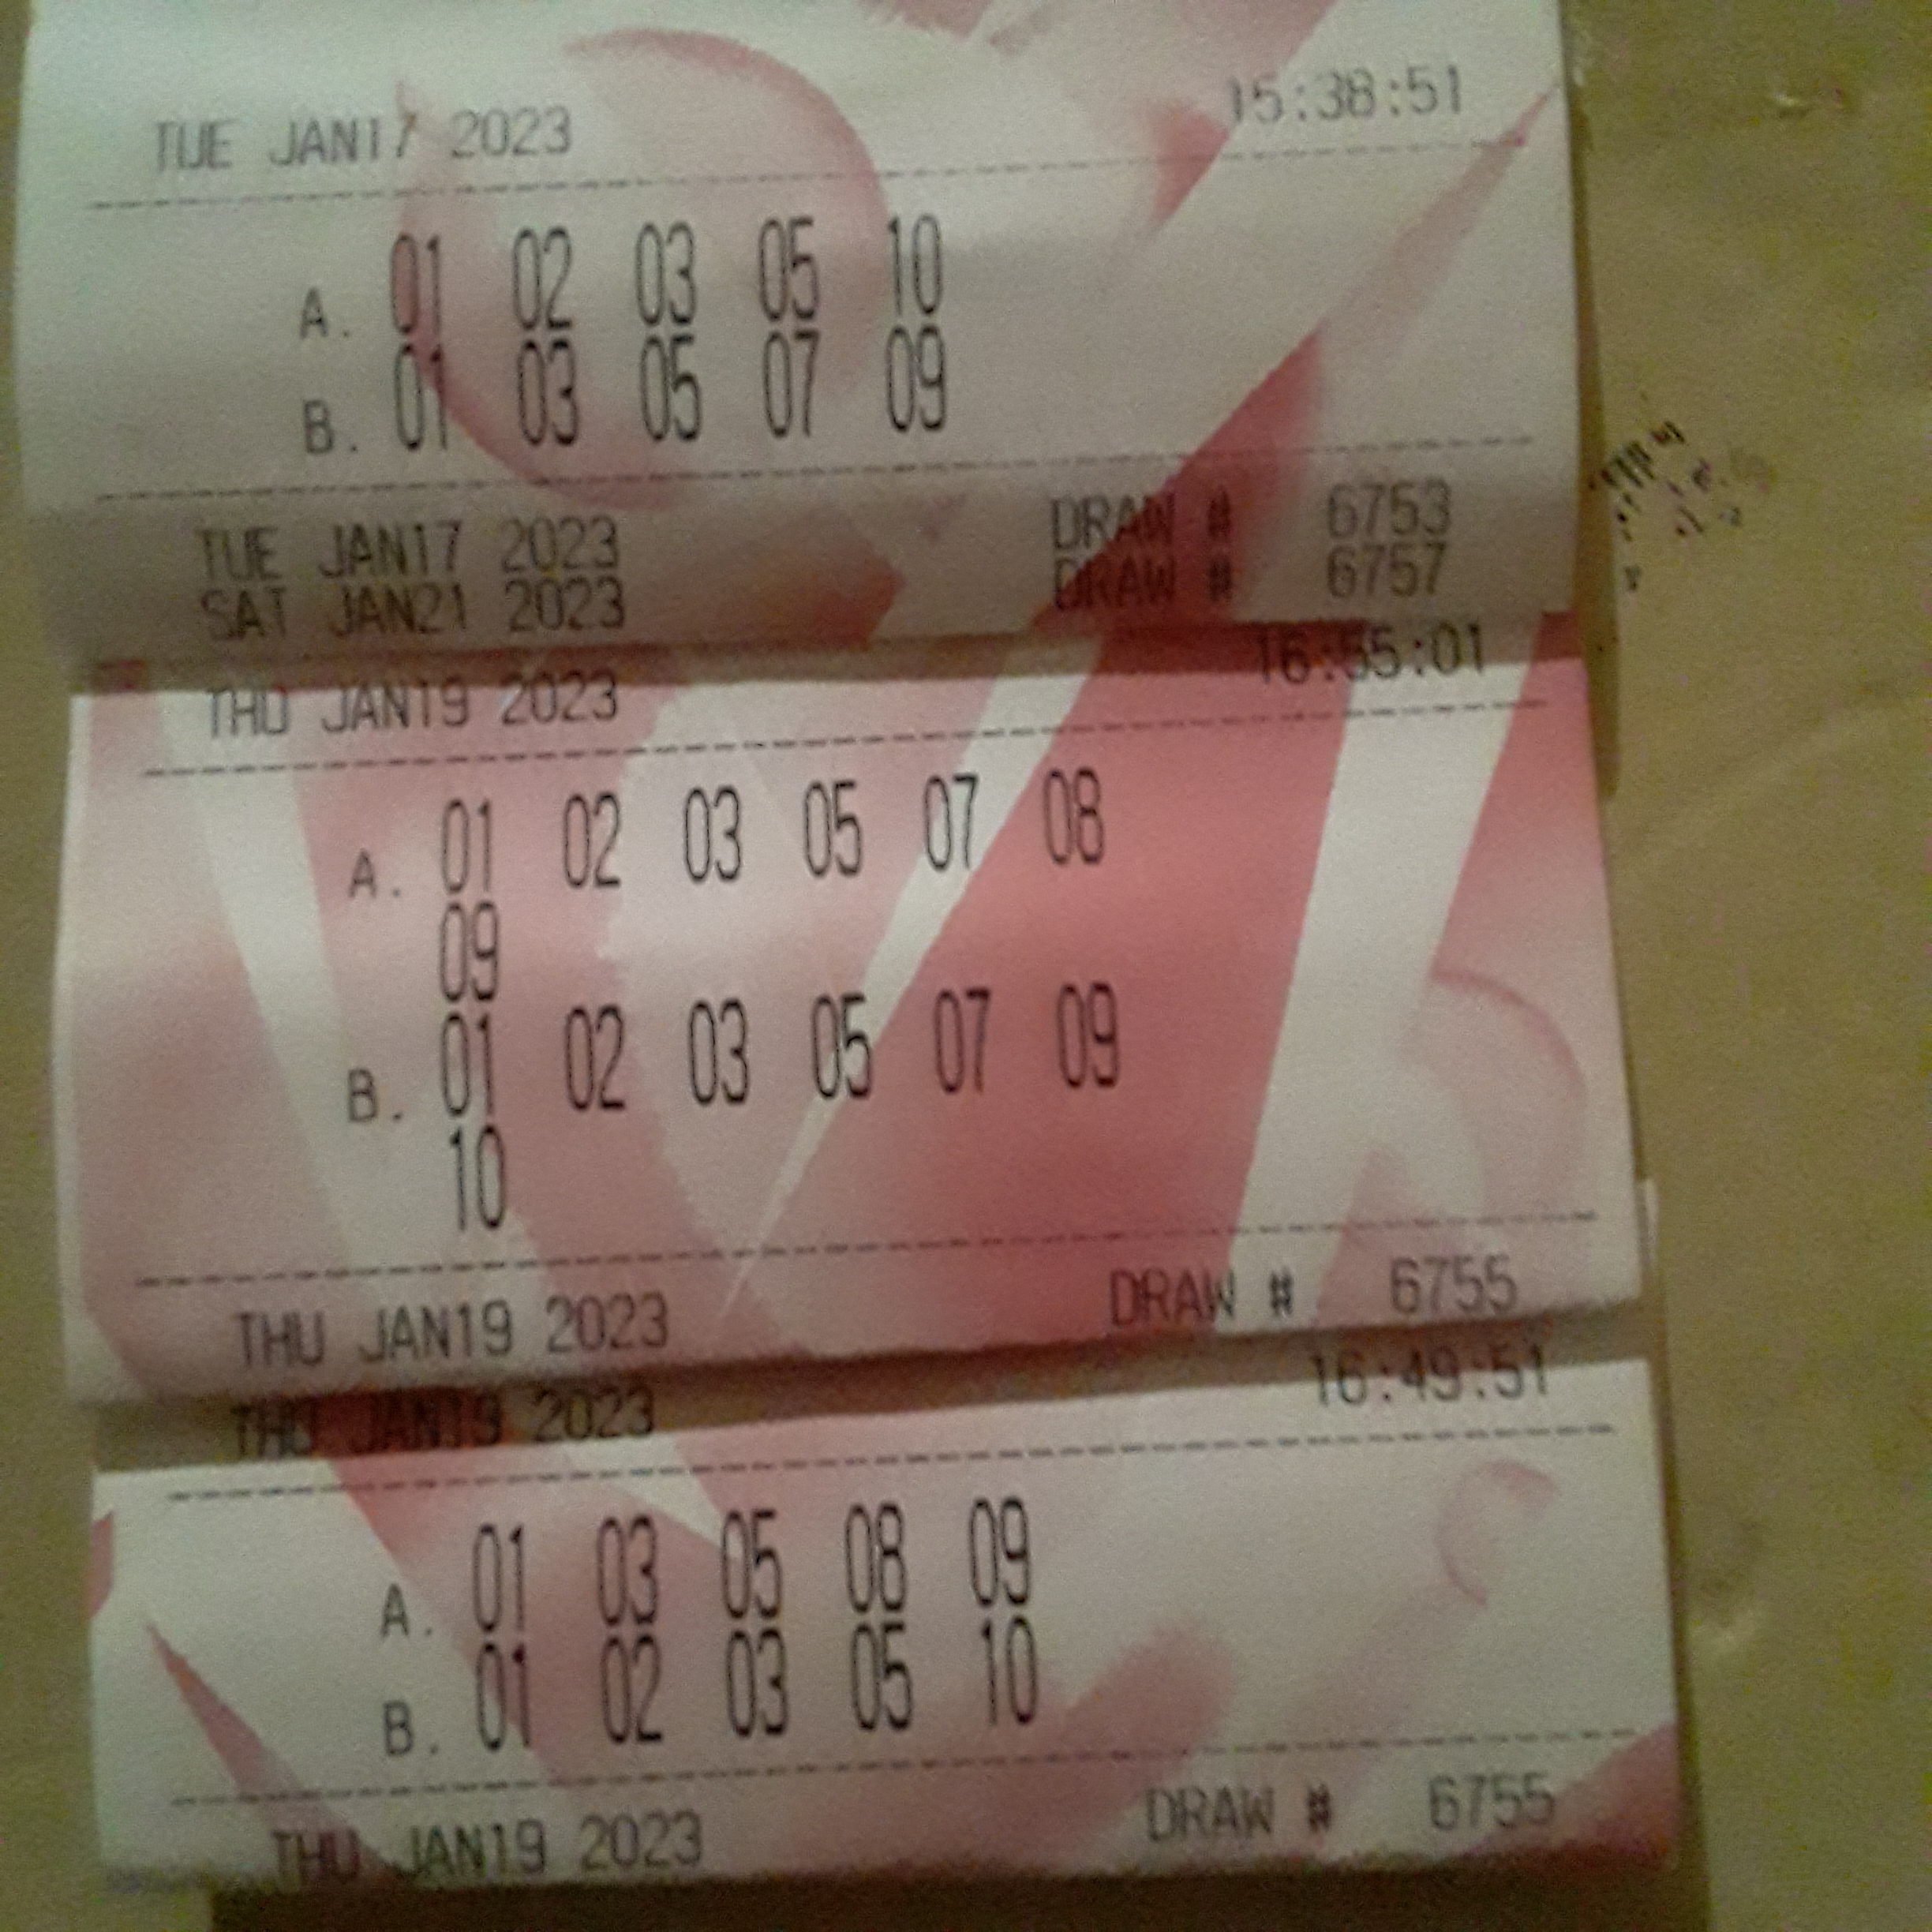 TUE JAN17 2023 15:38:51
A. 01 02 03 05 10
B. 01 03 05 07 09
TUE JAN17 2023 DRAW # 6753
SAT JAN21 2023 DRAW # 6757
THU JAN19 2023 16:55:01
A. 01 02 03 05 07 08
09
B. 01 02 03 05 07 09
10
THU JAN19 2023 DRAW # 6755
THU JAN19 2023 16:49:51
A. 01 03 05 08 09
B. 01 02 03 05 10
THU JAN19 2023 DRAW # 6755